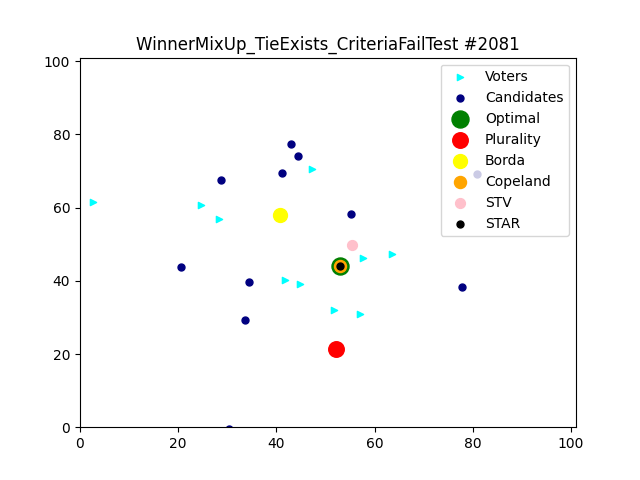 WinnerMixUp_TieExists_CriteriaFailTest #2081
100
80
60
40
20
0
0 20 40 60 80 100
Voters
Candidates
Optimal
Plurality
Borda
Copeland
STV
STAR